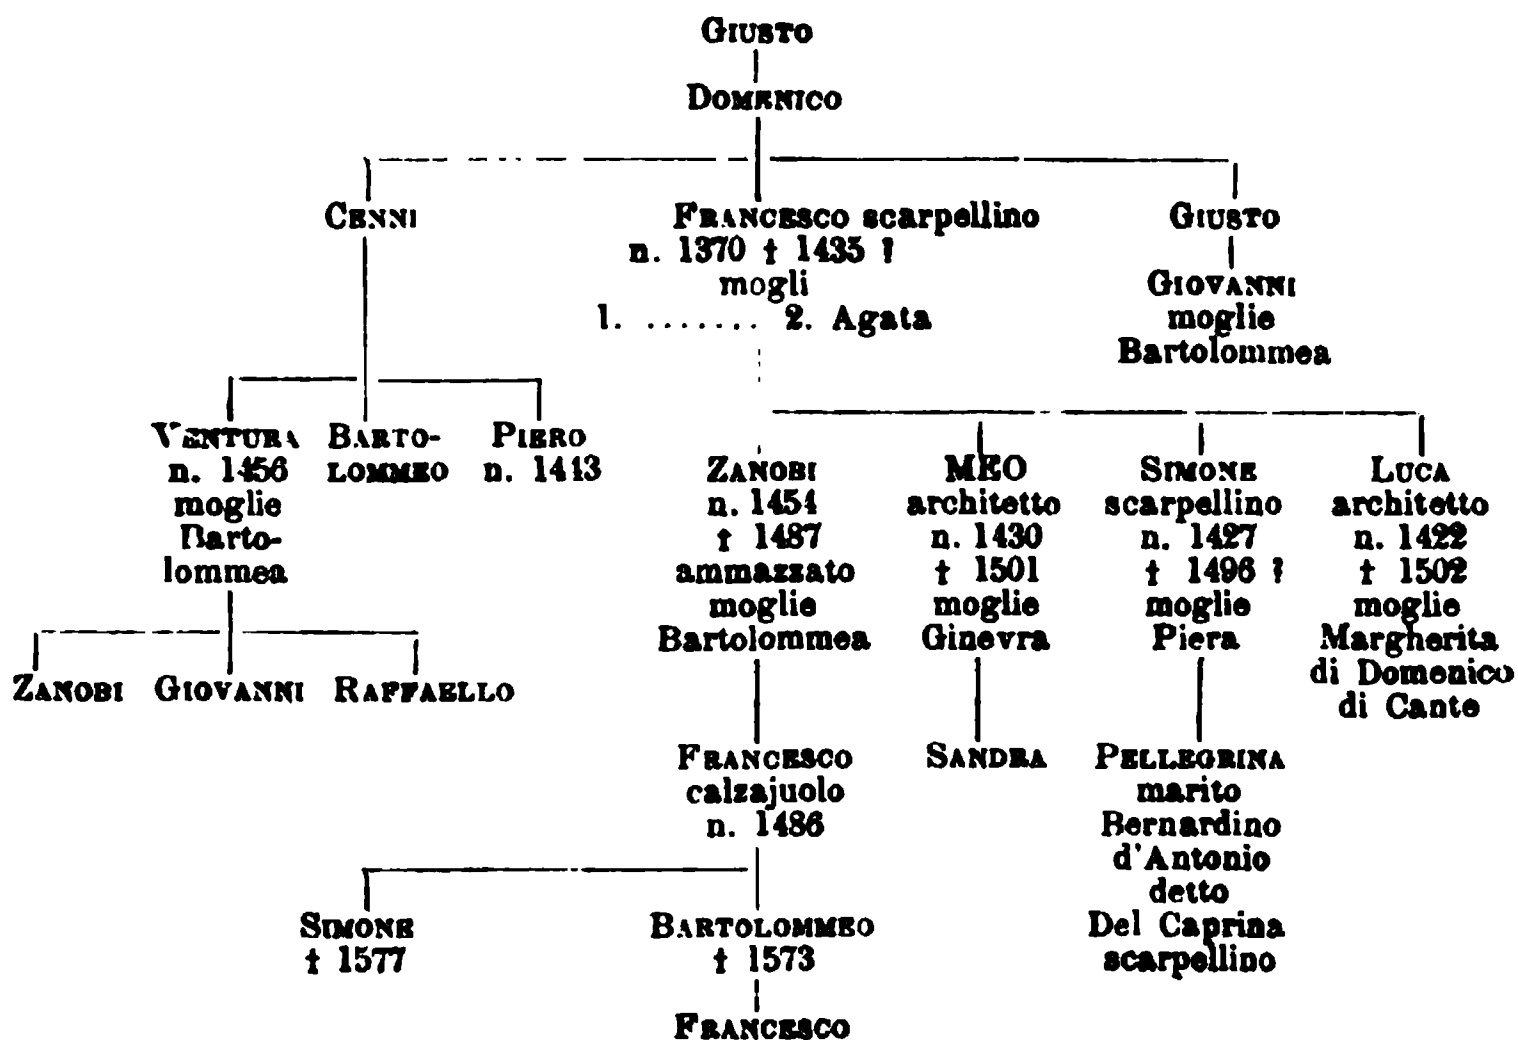 GIUSTO
DOMENICO
CENNI
FRANCESCO scarpellino
n. 1370 † 1435 ?
mogli
1. ........ 2. Agata
GIUSTO
GIOVANNI
moglie
Bartolommea
VENTURA
n. 1456
moglie
Barto-
lommea
BARTO-
LOMMEO
PIERO
n. 1443
ZANOBI
n. 1454
† 1487
ammazzato
moglie
Bartolommea
MEO
architetto
n. 1430
† 1501
moglie
Ginevra
SIMONE
scarpellino
n. 1427
† 1496 ?
moglie
Piera
LUCA
architetto
n. 1422
† 1502
moglie
Margherita
di Domenico
di Cante
ZANOBI
GIOVANNI
RAFFAELLO
FRANCESCO
calzajuolo
n. 1486
SANDRA
PELLEGRINA
marito
Bernardino
d'Antonio
detto
Del Caprina
scarpellino
SIMONE
† 1577
BARTOLOMMEO
† 1573
FRANCESCO